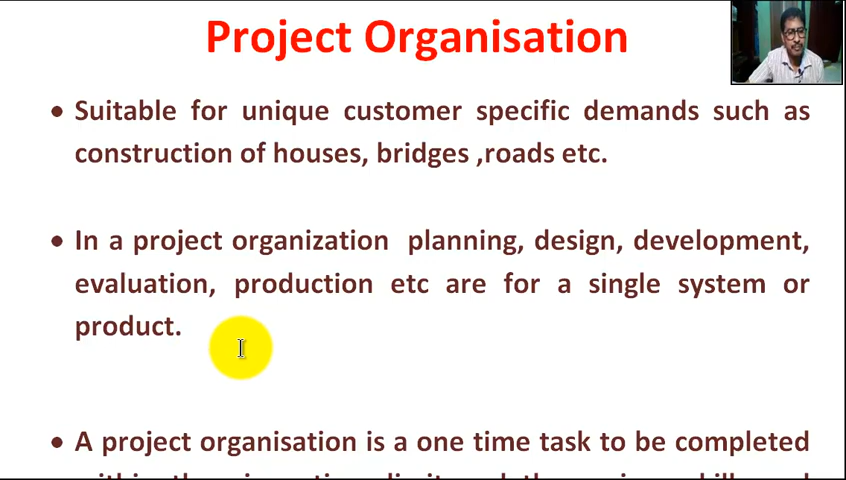 Project Organisation
• Suitable for unique customer specific demands such as
construction of houses, bridges ,roads etc.
• In a project organization planning, design, development,
evaluation, production etc are for a single system or
product.
• A project organisation is a one time task to be completed